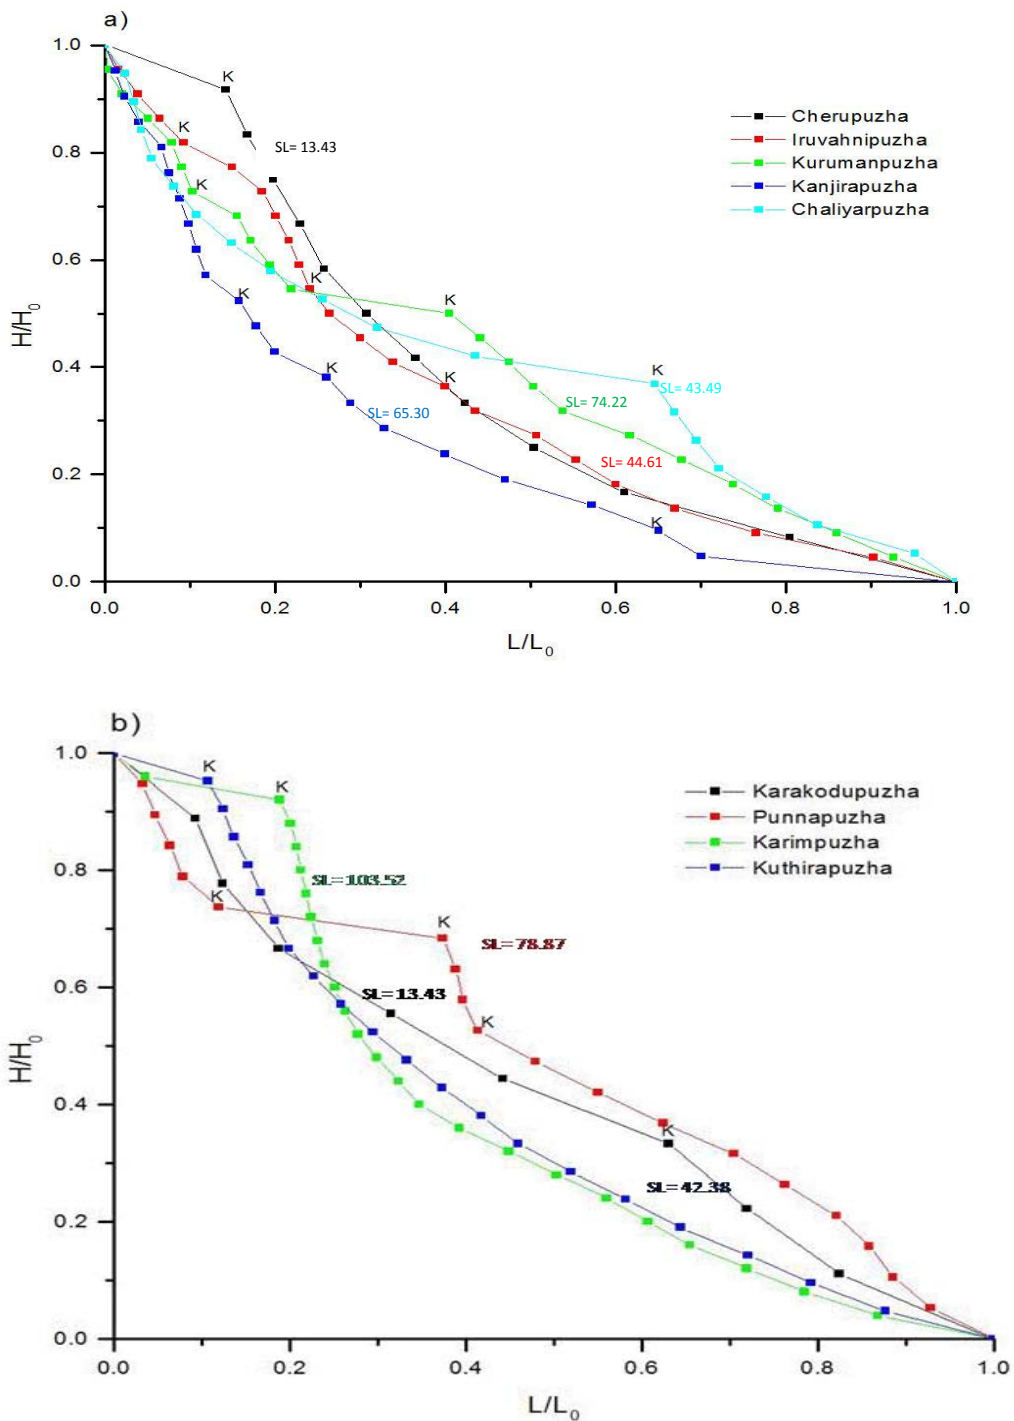 a)
1.0
K
K
Cherupuzha
SL= 13.43
Iruvahnipuzha
0.8
Kurumanpuzha
K
Kanjirapuzha
Chaliyarpuzha
0.6
K
K
K
H/H0
K
K
K
0.4
SL= 43.49
SL= 65.30
SL= 74.22
SL= 44.61
0.2
K
0.0
0.0 0.2 0.4 0.6 0.8 1.0
L/L0
b)
1.0
K
K
Karakodupuzha
Punnapuzha
Karimpuzha
0.8
Kuthirapuzha
SL=103.52
K
K
SL=78.87
0.6
SL=13.43
K
H/H0
0.4
K
SL=42.38
0.2
0.0
0.0 0.2 0.4 0.6 0.8 1.0
L/L0